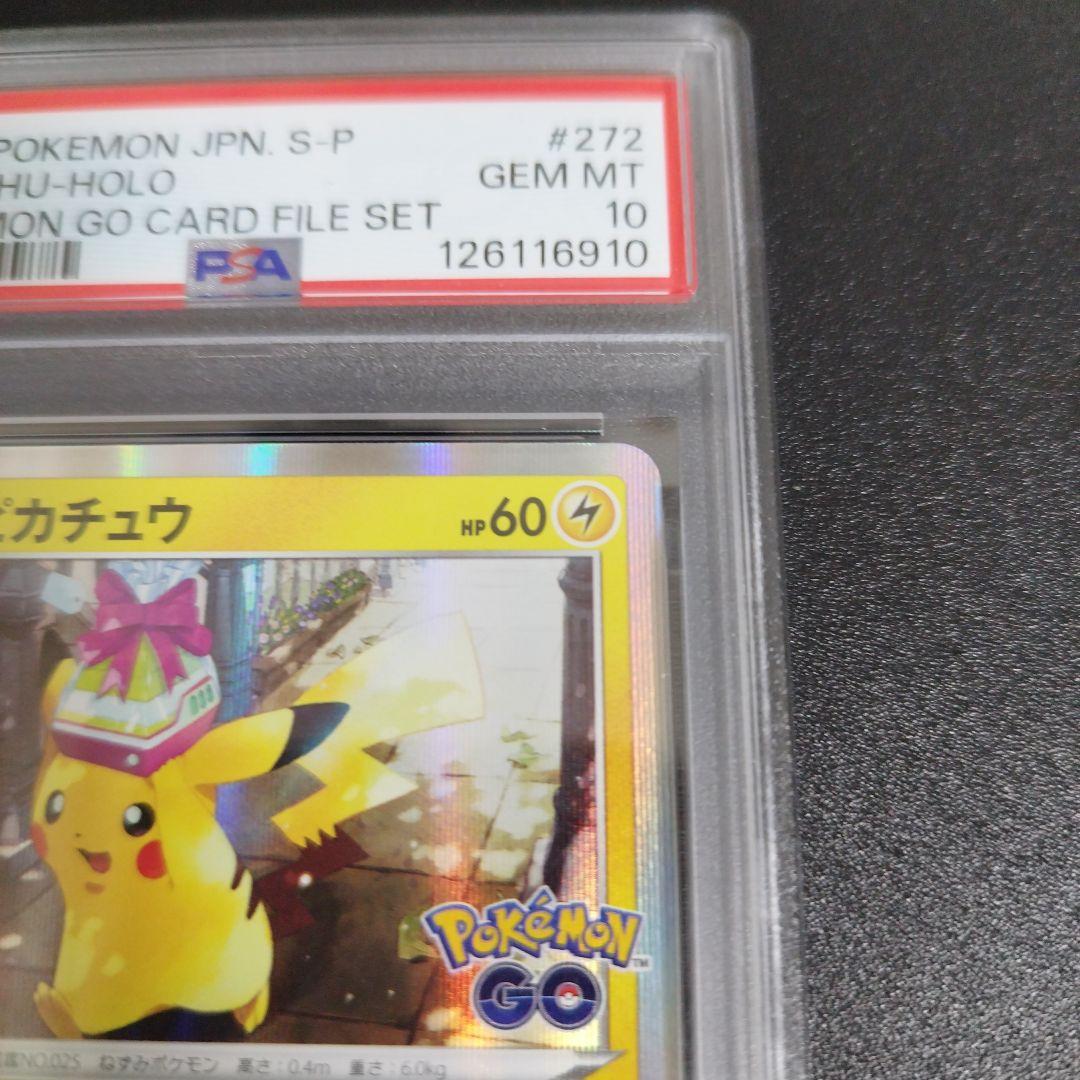 POKEMON JPN. S-P #272
HU-HOLO GEM MT
MON GO CARD FILE SET 10
PSA 126116910
ピカチュウ HP60
POKÉMON™
GO
NO.025 ねずみポケモン 高さ:0.4m 重さ:6.0kg